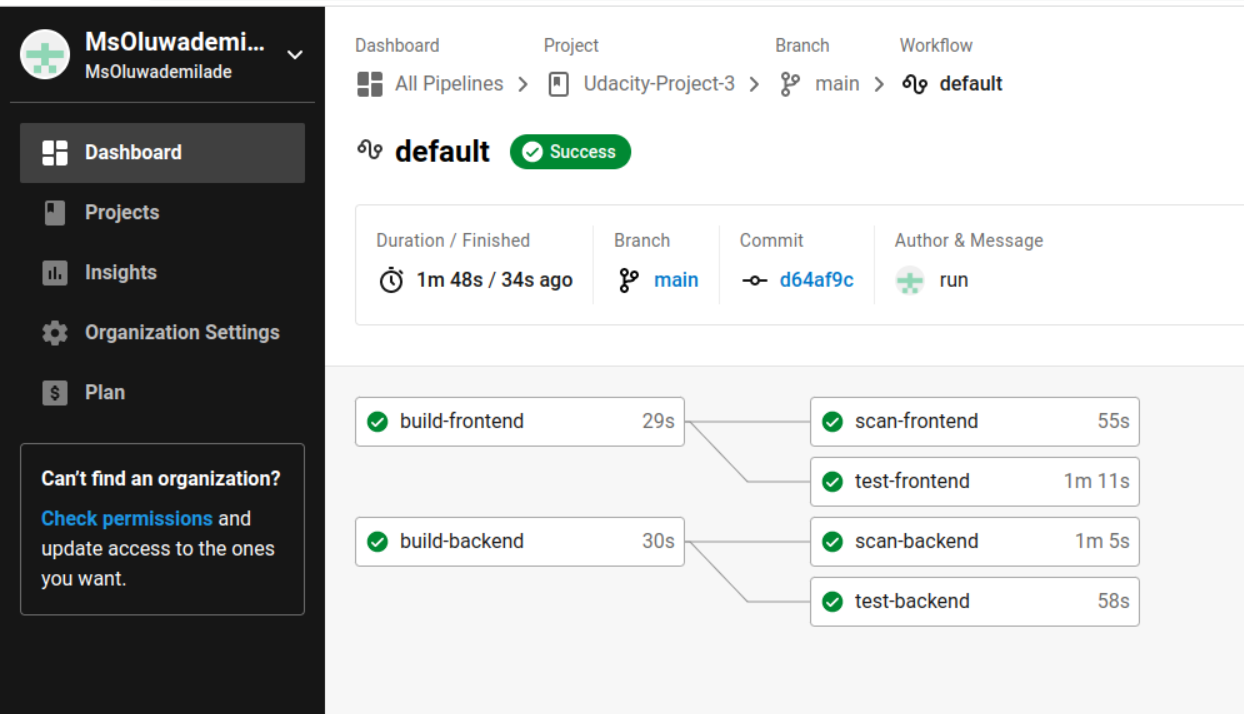 MsOluwademi...
MsOluwademilade
Dashboard
Projects
Insights
Organization Settings
Plan
Can't find an organization?
Check permissions and
update access to the ones
you want.
Dashboard Project Branch Workflow
All Pipelines > Udacity-Project-3 > main > default
default Success
Duration / Finished Branch Commit Author & Message
1m 48s / 34s ago main d64af9c run
build-frontend 29s scan-frontend 55s
test-frontend 1m 11s
build-backend 30s scan-backend 1m 5s
test-backend 58s